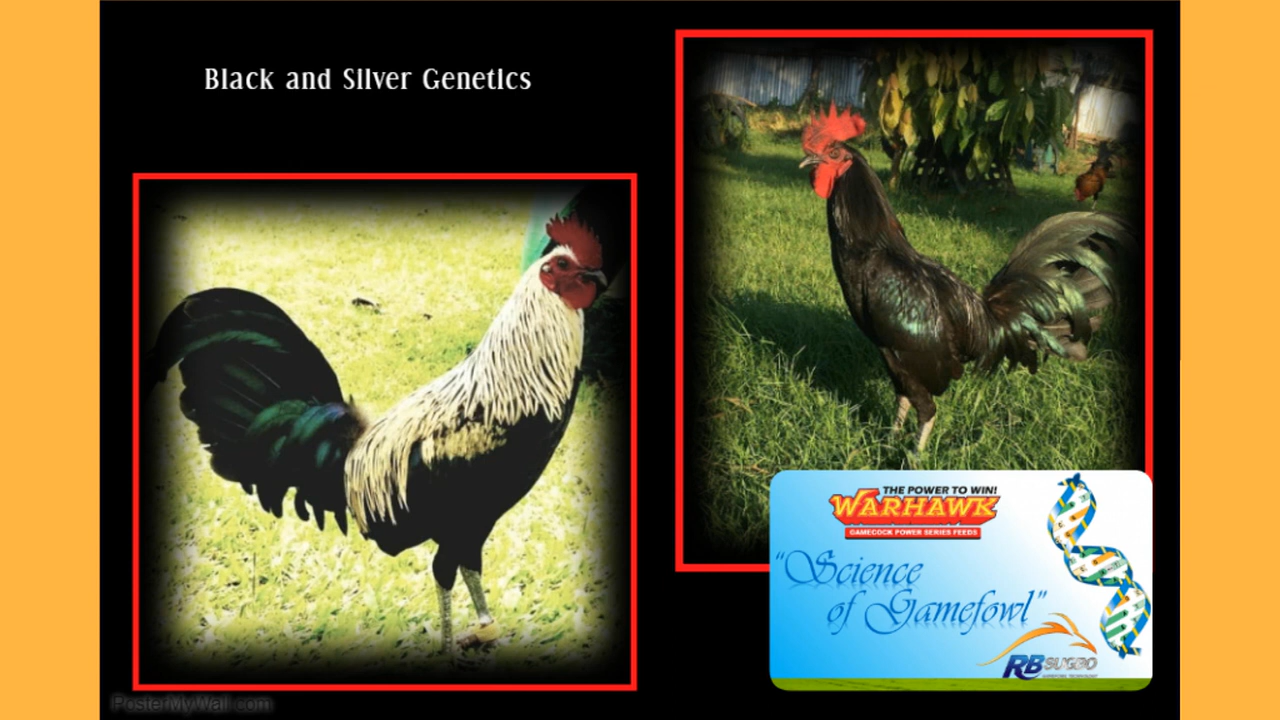 Black and Silver Genetics
THE POWER TO WIN!
WARHAWK
GAMECOCK POWER SERIES FEEDS
"Science
of Gamefowl"
RB SUGBO
PosterMyWall.com